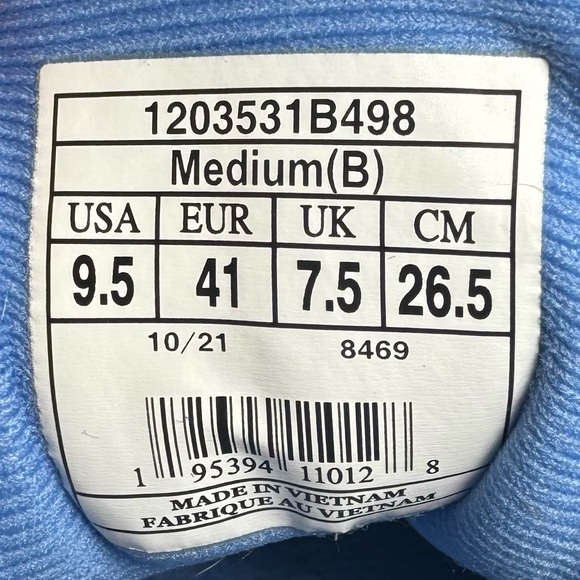 1203531B498
Medium(B)
USA EUR UK CM
9.5 41 7.5 26.5
10/21 8469
1 95394 11012 8
MADE IN VIETNAM
FABRIQUE AU VIETNAM